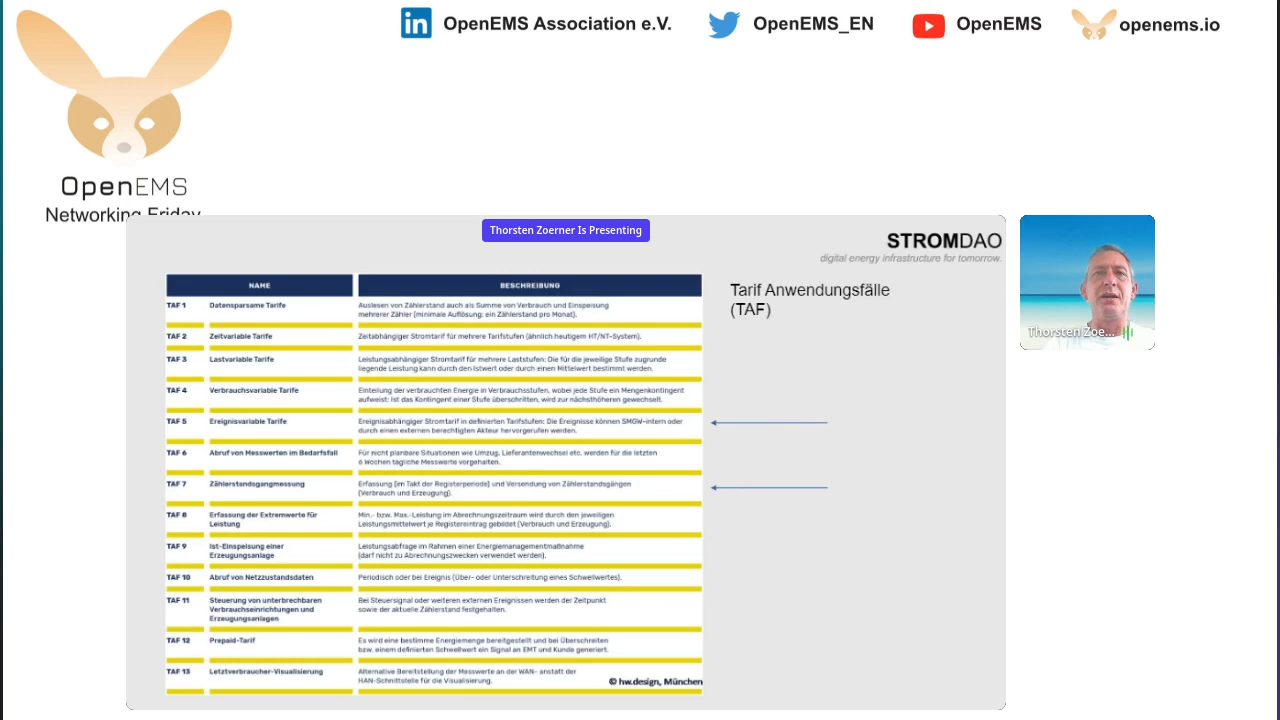 OpenEMS Association e.V.
OpenEMS_EN
OpenEMS
openems.io
OpenEMS
Networking Friday
Thorsten Zoerner Is Presenting
STROMDAO
digital energy infrastructure for tomorrow.
Tarif Anwendungsfälle
(TAF)
Thorsten Zoe...
NAME
BESCHREIBUNG
TAF 1
Datensparsame Tarife
Auslesen von Zählerstand auch als Summe von Verbrauch und Einspeisung
mehrerer Zähler (minimale Auflösung: ein Zählerstand pro Monat).
TAF 2
Zeitvariable Tarife
Zeitabhängiger Stromtarif für mehrere Tarifstufen (ähnlich heutigem HT/NT-System).
TAF 3
Lastvariable Tarife
Leistungsabhängiger Stromtarif für mehrere Laststufen: Die für die jeweilige Stufe zugrunde
liegende Leistung kann durch den Istwert oder durch einen Mittelwert bestimmt werden.
TAF 4
Verbrauchsvariable Tarife
Einteilung der verbrauchten Energie in Verbrauchsstufen, wobei jede Stufe ein Mengenkontingent
aufweist: Ist das Kontingent einer Stufe überschritten, wird zur nächsthöheren gewechselt.
TAF 5
Ereignisvariable Tarife
Ereignisabhängiger Stromtarif in definierten Tarifstufen: Die Ereignisse können SMGW-intern oder
durch einen externen berechtigten Akteur hervorgerufen werden.
TAF 6
Abruf von Messwerten im Bedarfsfall
Für nicht planbare Situationen wie Umzug, Lieferantenwechsel etc. werden für die letzten
6 Wochen tägliche Messwerte vorgehalten.
TAF 7
Zählerstandsgangmessung
Erfassung (im Takt der Registerperiode) und Versendung von Zählerstandsgängen
(Verbrauch und Erzeugung).
TAF 8
Erfassung der Extremwerte für
Leistung
Min.- bzw. Max.-Leistung im Abrechnungszeitraum wird durch den jeweiligen
Leistungsmittelwert je Registereintrag gebildet (Verbrauch und Erzeugung).
TAF 9
Ist-Einspeisung einer
Erzeugungsanlage
Leistungsabfrage im Rahmen einer Energiemanagementmaßnahme
(darf nicht zu Abrechnungszwecken verwendet werden).
TAF 10
Abruf von Netzzustandsdaten
Periodisch oder bei Ereignis (Über- oder Unterschreitung eines Schwellwertes).
TAF 11
Steuerung von unterbrechbaren
Verbrauchseinrichtungen und
Erzeugungsanlagen
Bei Steuersignal oder weiteren externen Ereignissen werden der Zeitpunkt
sowie der aktuelle Zählerstand festgehalten.
TAF 12
Prepaid-Tarif
Es wird eine bestimme Energiemenge bereitgestellt und bei Überschreiten
bzw. einem definierten Schwellwert ein Signal an EMT und Kunde generiert.
TAF 13
Letztverbraucher-Visualisierung
Alternative Bereitstellung der Messwerte an der WAN- anstatt der
HAN-Schnittstelle für die Visualisierung.
© hw.design, München